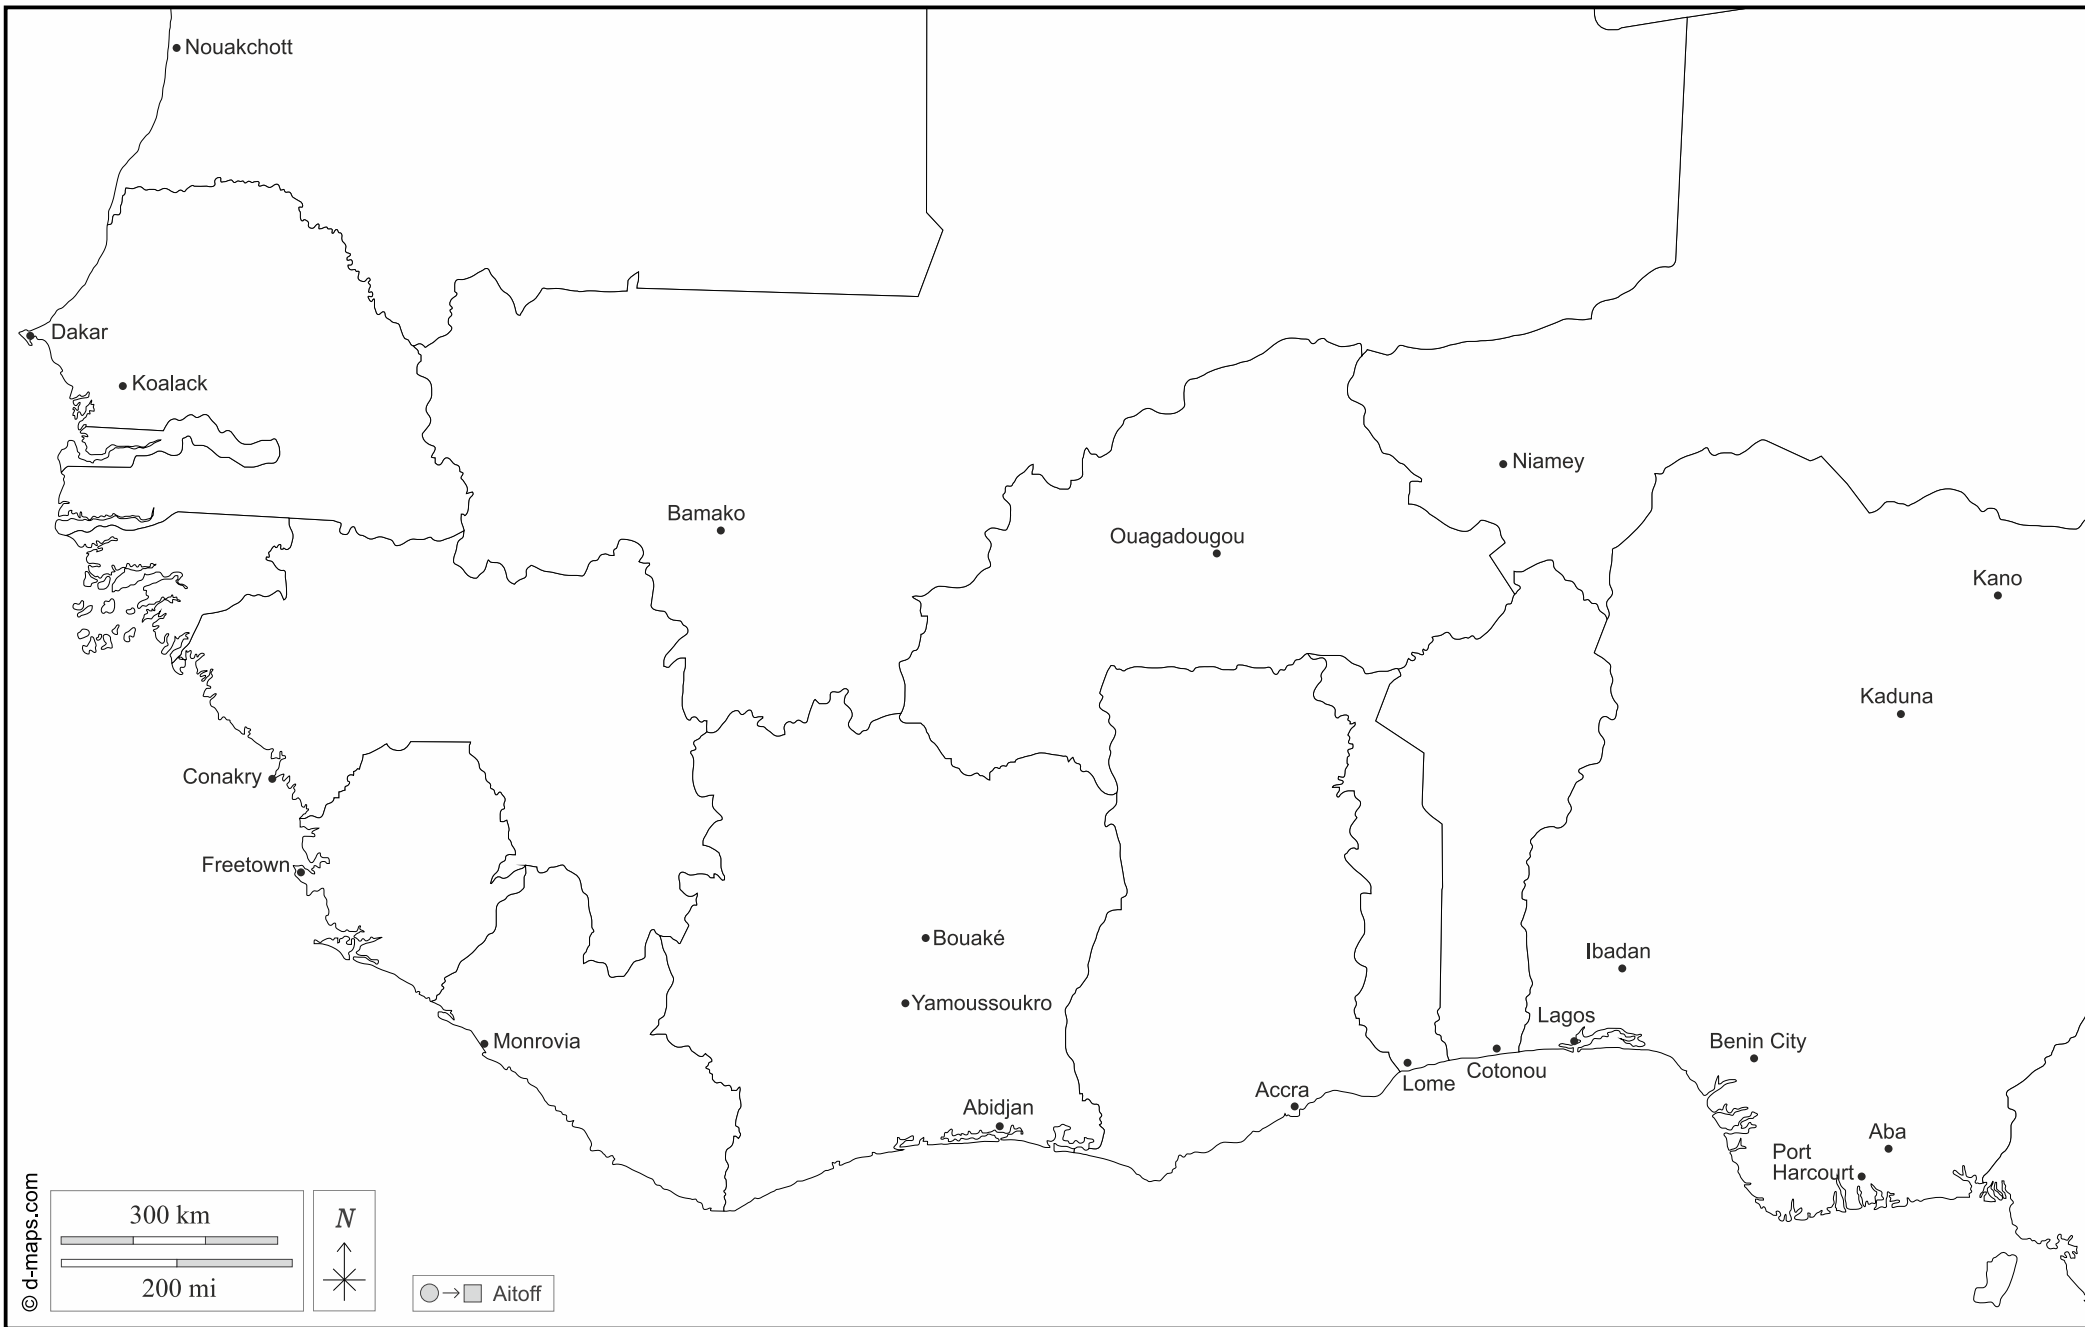 Nouakchott
Dakar
Koalack
Niamey
Bamako
Ouagadougou
Kano
Kaduna
Conakry
Freetown
Bouaké
Ibadan
Yamoussoukro
Lagos
Monrovia
Benin City
Cotonou
Lome
Accra
Abidjan
Aba
Port
Harcourt
© d-maps.com
300 km
200 mi
N
Aitoff